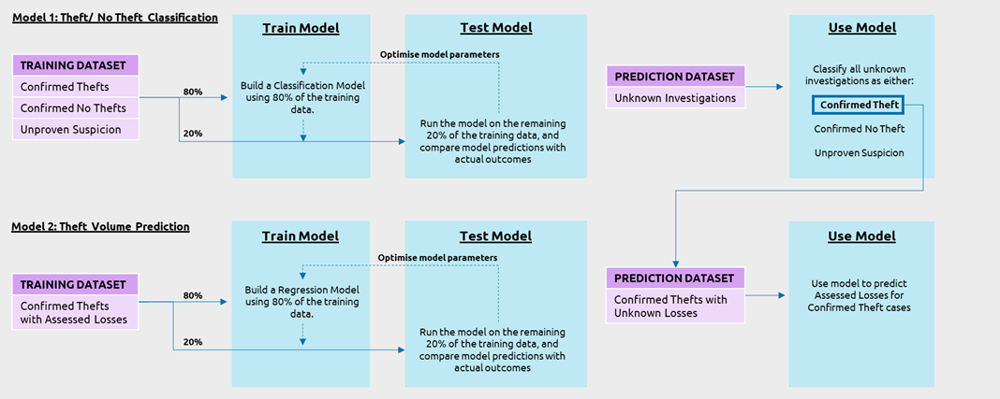 Model 1: Theft/ No Theft Classification
TRAINING DATASET
Confirmed Thefts
Confirmed No Thefts
Unproven Suspicion
80%
20%
Train Model
Build a Classification Model
using 80% of the training
data.
Test Model
Optimise model parameters
Run the model on the remaining
20% of the training data, and
compare model predictions with
actual outcomes
PREDICTION DATASET
Unknown Investigations
Use Model
Classify all unknown
investigations as either:
Confirmed Theft
Confirmed No Theft
Unproven Suspicion
Model 2: Theft Volume Prediction
TRAINING DATASET
Confirmed Thefts
with Assessed Losses
80%
20%
Train Model
Build a Regression Model
using 80% of the training
data.
Test Model
Optimise model parameters
Run the model on the remaining
20% of the training data, and
compare model predictions with
actual outcomes
PREDICTION DATASET
Confirmed Thefts with
Unknown Losses
Use Model
Use model to predict
Assessed Losses for
Confirmed Theft cases